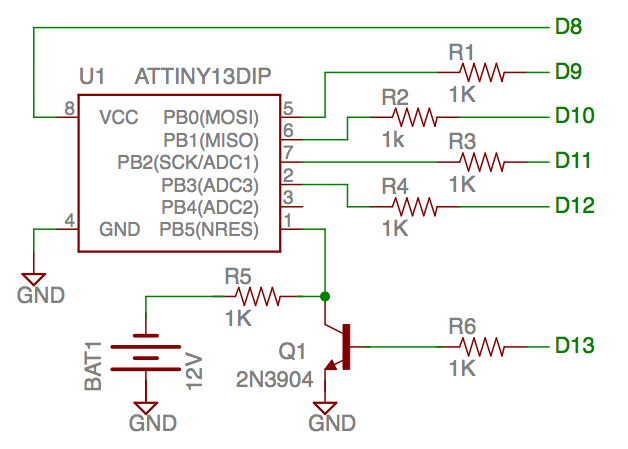 D8
U1 ATTINY13DIP
R1
D9
1K
8 VCC PB0(MOSI) 5
R2
D10
1k
PB1(MISO) 6
R3
D11
1K
PB2(SCK/ADC1) 7
PB3(ADC3) 2
R4
D12
1K
PB4(ADC2) 3
4 GND PB5(NRES) 1
GND
R5
1K
BAT1
12V
GND
Q1
2N3904
GND
R6
D13
1K